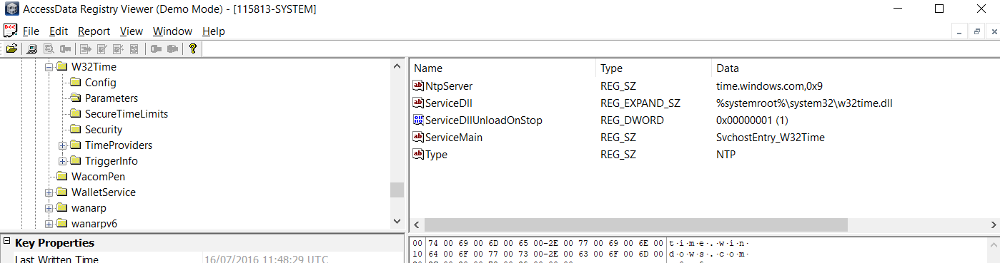 AccessData Registry Viewer (Demo Mode) - [115813-SYSTEM]
File Edit Report View Window Help
W32Time
Config
Parameters
SecureTimeLimits
Security
TimeProviders
TriggerInfo
WacomPen
WalletService
wanarp
wanarpv6
Name Type Data
NtpServer REG_SZ time.windows.com,0x9
ServiceDll REG_EXPAND_SZ %systemroot%\system32\w32time.dll
ServiceDllUnloadOnStop REG_DWORD 0x00000001 (1)
ServiceMain REG_SZ SvchostEntry_W32Time
Type REG_SZ NTP
Key Properties
Last Written Time 16/07/2016 11:48:29 UTC
00 74 00 69 00 6D 00 65 00-2E 00 77 00 69 00 6E 00 t·i·m·e·.·w·i·n·
10 64 00 6F 00 77 00 73 00-2E 00 63 00 6F 00 6D 00 d·o·w·s·.·c·o·m·